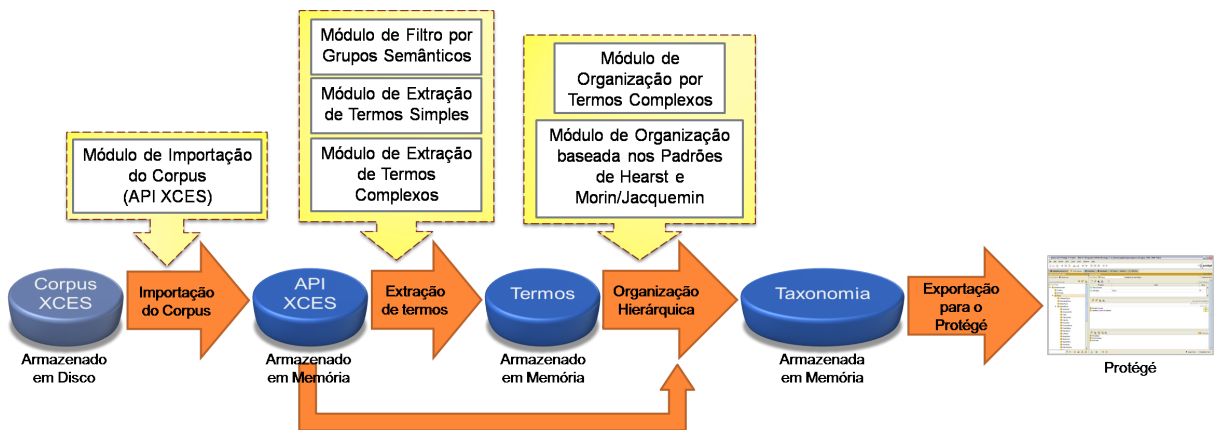 Módulo de Filtro por
Grupos Semânticos
Módulo de Extração
de Termos Simples
Módulo de Extração
de Termos
Complexos
Módulo de
Organização por
Termos Complexos
Módulo de Organização
baseada nos Padrões
de Hearst e
Morin/Jacquemin
Módulo de Importação
do Corpus
(API XCES)
Corpus
XCES
Armazenado
em Disco
Importação
do Corpus
API
XCES
Armazenado
em Memória
Extração
de termos
Termos
Armazenado
em Memória
Organização
Hierárquica
Taxonomia
Armazenada
em Memória
Exportação
para o
Protégé
Protégé